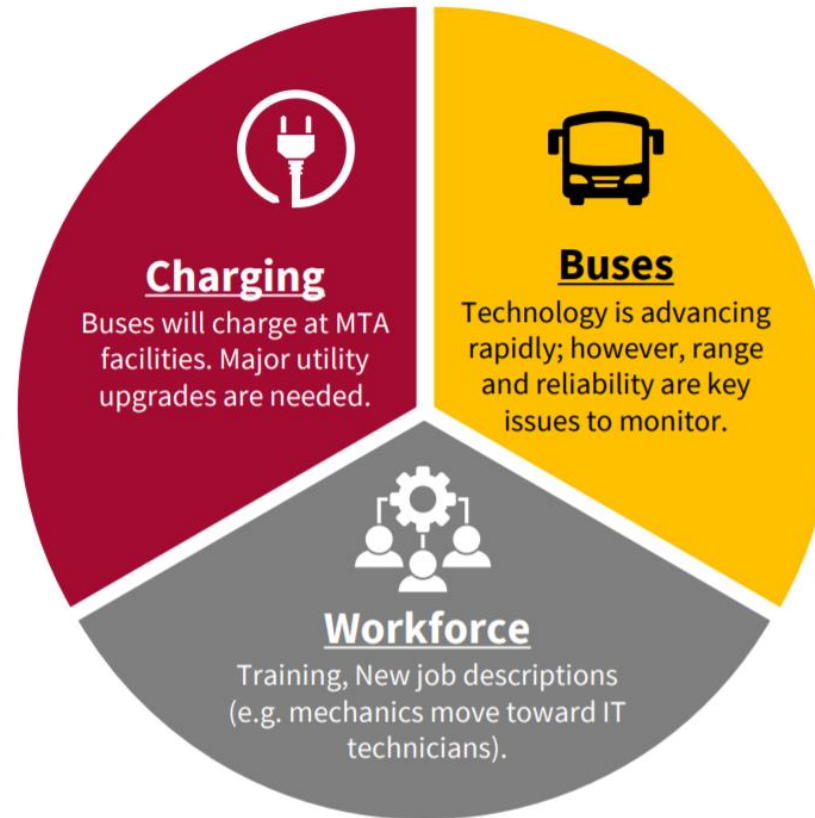 Charging
Buses will charge at MTA
facilities. Major utility
upgrades are needed.
Buses
Technology is advancing
rapidly; however, range
and reliability are key
issues to monitor.
Workforce
Training, New job descriptions
(e.g. mechanics move toward IT
technicians).